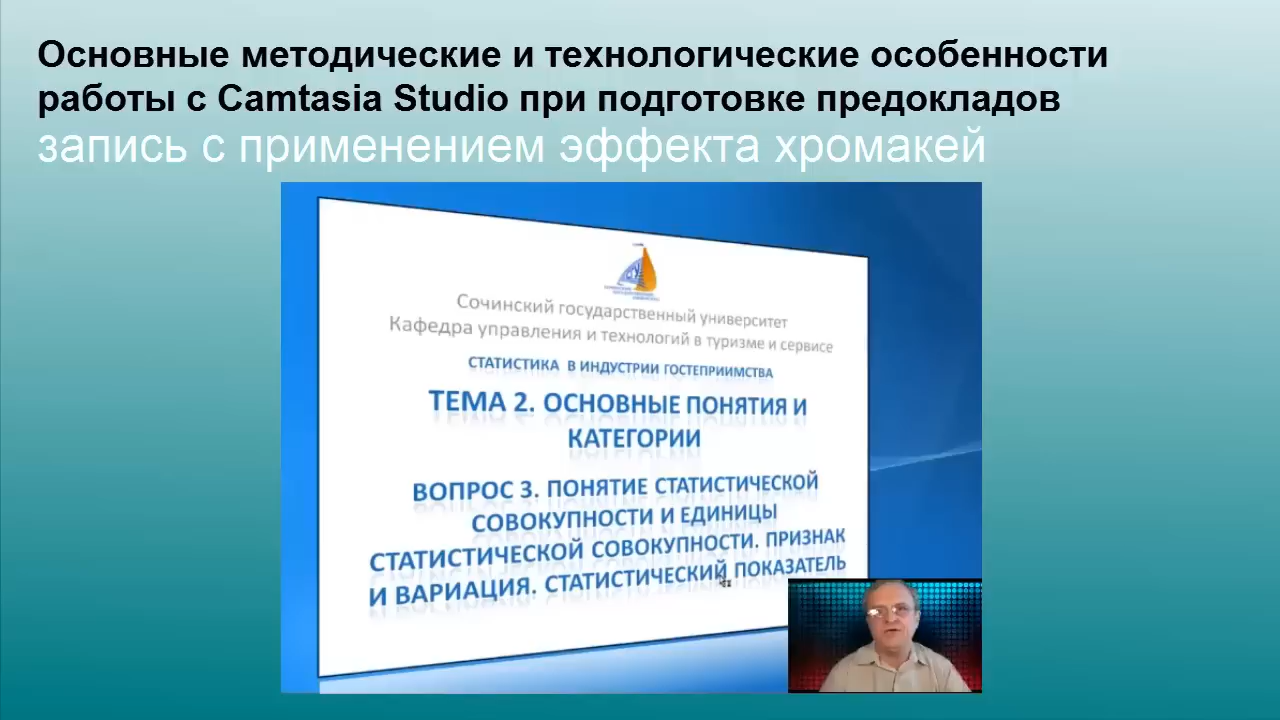 Основные методические и технологические особенности
работы с Camtasia Studio при подготовке предокладов
запись с применением эффекта хромакей
Сочинский государственный университет
Кафедра управления и технологий в туризме и сервисе
СТАТИСТИКА В ИНДУСТРИИ ГОСТЕПРИИМСТВА
ТЕМА 2. ОСНОВНЫЕ ПОНЯТИЯ И
КАТЕГОРИИ
ВОПРОС 3. ПОНЯТИЕ СТАТИСТИЧЕСКОЙ
СОВОКУПНОСТИ И ЕДИНИЦЫ
СТАТИСТИЧЕСКОЙ СОВОКУПНОСТИ. ПРИЗНАК
И ВАРИАЦИЯ. СТАТИСТИЧЕСКИЙ ПОКАЗАТЕЛЬ